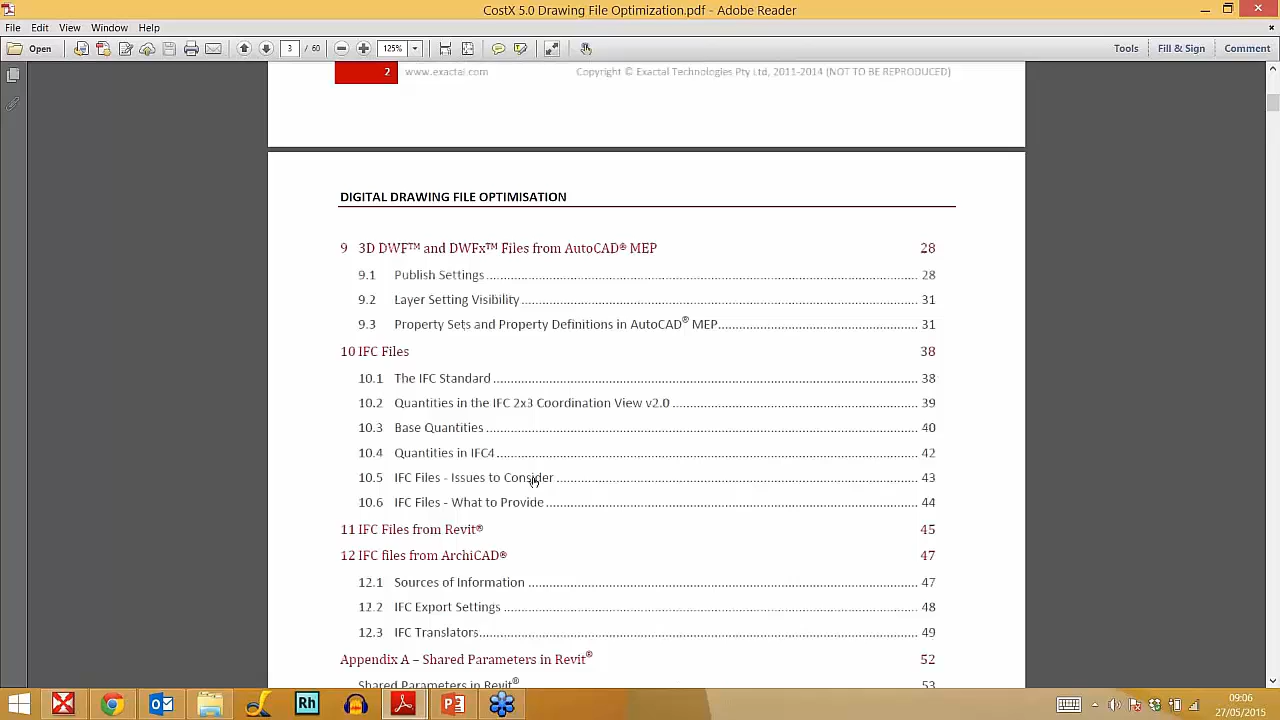 CostX 5.0 Drawing File Optimization.pdf - Adobe Reader
File Edit View Window Help
Open 3 / 60 125% Tools Fill & Sign Comment
2 www.exactal.com Copyright © Exactal Technologies Pty Ltd, 2011-2014 (NOT TO BE REPRODUCED)
DIGITAL DRAWING FILE OPTIMISATION
9 3D DWF™ and DWFx™ Files from AutoCAD® MEP 28
9.1 Publish Settings 28
9.2 Layer Setting Visibility 31
9.3 Property Sets and Property Definitions in AutoCAD® MEP 31
10 IFC Files 38
10.1 The IFC Standard 38
10.2 Quantities in the IFC 2x3 Coordination View v2.0 39
10.3 Base Quantities 40
10.4 Quantities in IFC4 42
10.5 IFC Files - Issues to Consider 43
10.6 IFC Files - What to Provide 44
11 IFC Files from Revit® 45
12 IFC files from ArchiCAD® 47
12.1 Sources of Information 47
12.2 IFC Export Settings 48
12.3 IFC Translators 49
Appendix A – Shared Parameters in Revit® 52
Shared Parameters in Revit® 53
Rh
09:06
27/05/2015